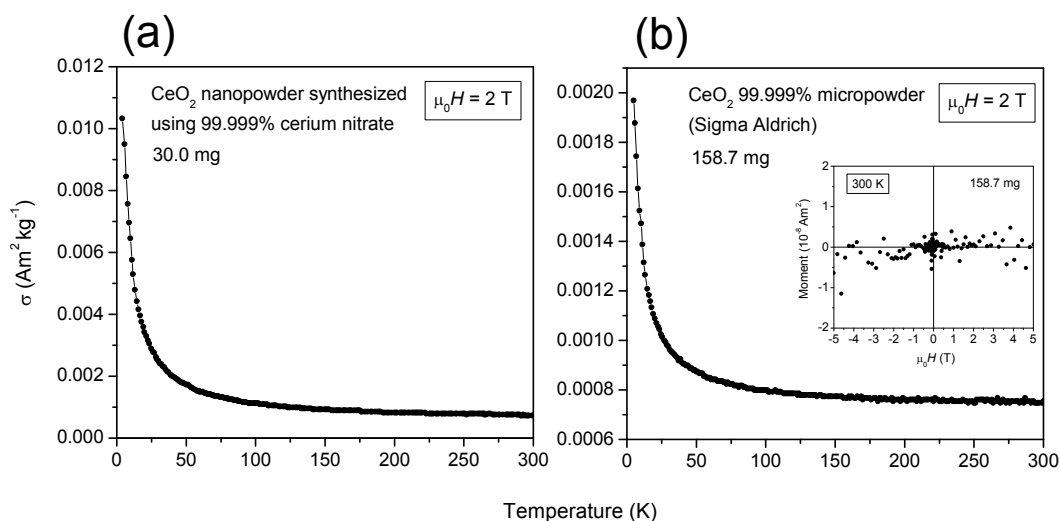 (a)
CeO₂ nanopowder synthesized
using 99.999% cerium nitrate
30.0 mg
μ₀H = 2 T
0.012
0.010
0.008
0.006
0.004
0.002
0.000
σ (Am² kg⁻¹)
0 50 100 150 200 250 300
(b)
CeO₂ 99.999% micropowder
(Sigma Aldrich)
158.7 mg
μ₀H = 2 T
0.0020
0.0018
0.0016
0.0014
0.0012
0.0010
0.0008
0.0006
300 K
158.7 mg
2
1
0
-1
-2
Moment (10⁻⁸ Am²)
-5 -4 -3 -2 -1 0 1 2 3 4 5
μ₀H (T)
0 50 100 150 200 250 300
Temperature (K)